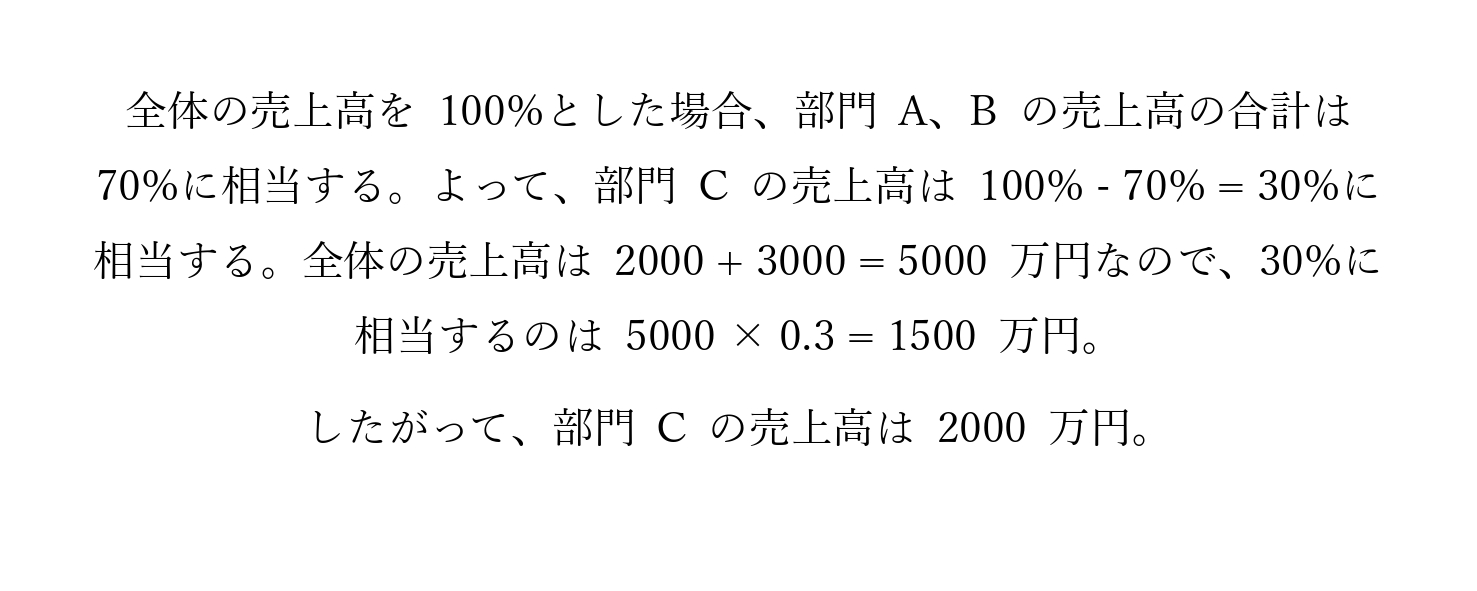 全体の売上高を 100%とした場合、部門 A、B の売上高の合計は
70%に相当する。よって、部門 C の売上高は 100% - 70% = 30%に
相当する。全体の売上高は 2000 + 3000 = 5000 万円なので、30%に
相当するのは 5000 × 0.3 = 1500 万円。
したがって、部門 C の売上高は 2000 万円。